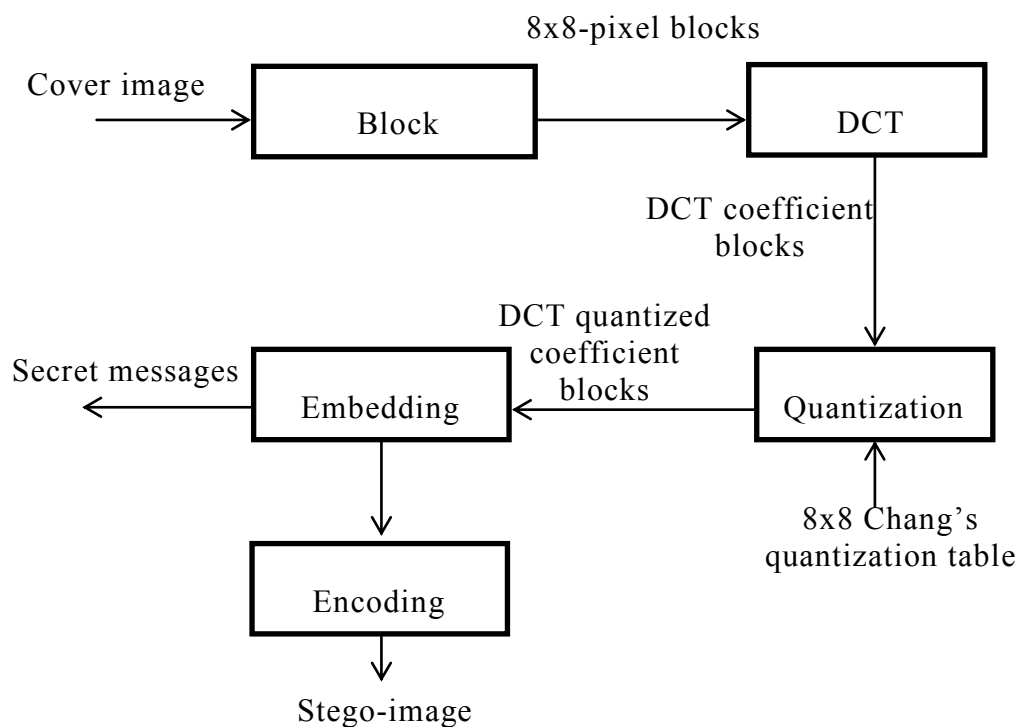 8x8-pixel blocks
Cover image
Block
DCT
DCT coefficient
blocks
DCT quantized
coefficient
blocks
Secret messages
Embedding
Quantization
8x8 Chang’s
quantization table
Encoding
Stego-image